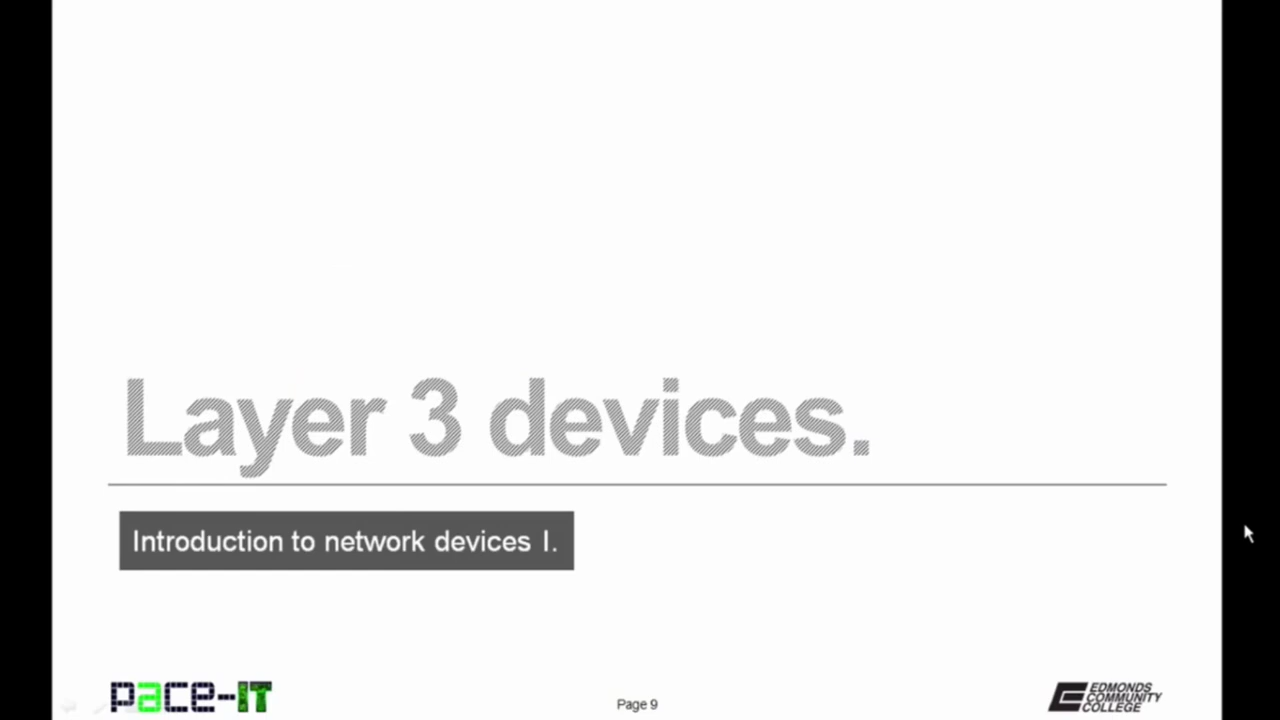 Layer 3 devices.
Introduction to network devices I.
pace-IT
Page 9
EDMONDS
COMMUNITY
COLLEGE